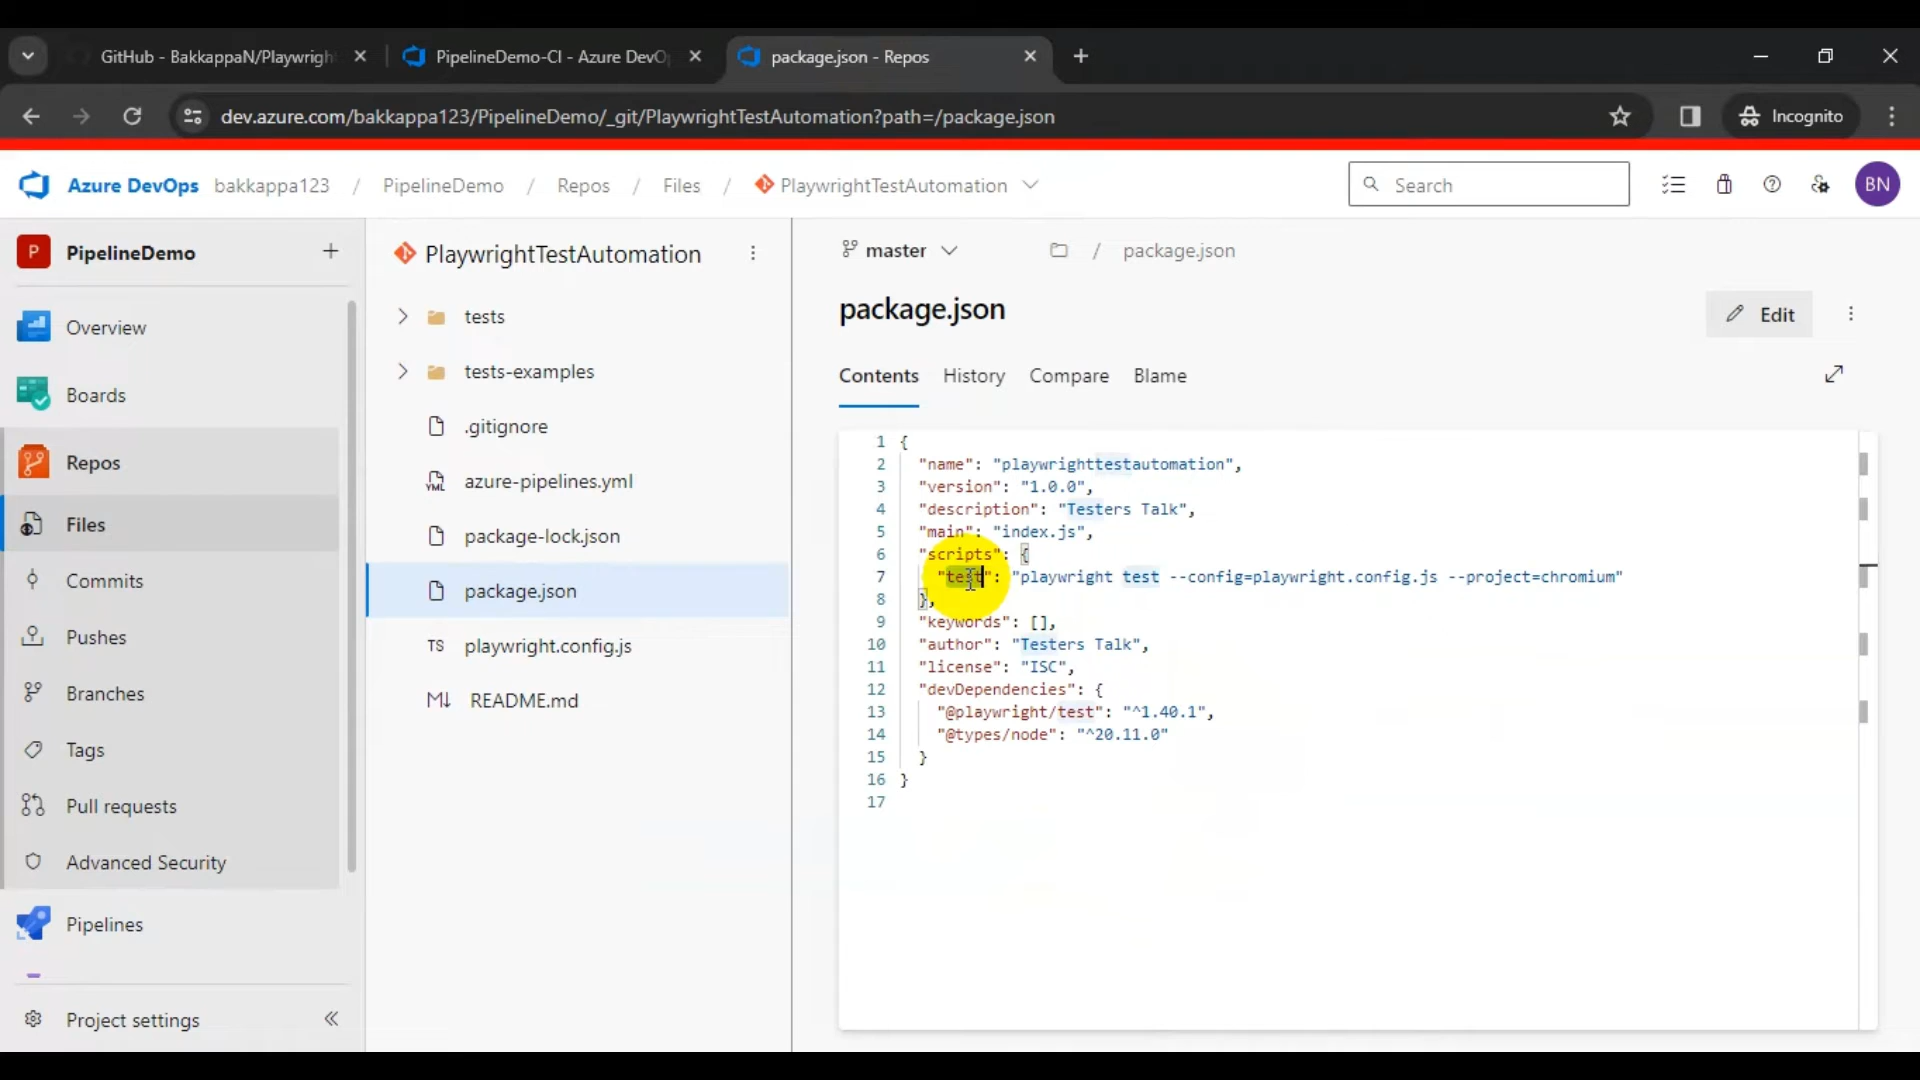 GitHub - BakkappaN/Playwrigh
PipelineDemo-CI - Azure DevO
package.json - Repos
dev.azure.com/bakkappa123/PipelineDemo/_git/PlaywrightTestAutomation?path=/package.json
Incognito
Azure DevOps bakkappa123 / PipelineDemo / Repos / Files / PlaywrightTestAutomation
Search
BN
P PipelineDemo
Overview
Boards
Repos
Files
Commits
Pushes
Branches
Tags
Pull requests
Advanced Security
Pipelines
Project settings
PlaywrightTestAutomation
tests
tests-examples
.gitignore
YML azure-pipelines.yml
package-lock.json
package.json
TS playwright.config.js
M↓ README.md
master / package.json
package.json
Edit
Contents History Compare Blame
1 {
2 "name": "playwrighttestautomation",
3 "version": "1.0.0",
4 "description": "Testers Talk",
5 "main": "index.js",
6 "scripts": {
7 "test": "playwright test --config=playwright.config.js --project=chromium"
8 },
9 "keywords": [],
10 "author": "Testers Talk",
11 "license": "ISC",
12 "devDependencies": {
13 "@playwright/test": "^1.40.1",
14 "@types/node": "^20.11.0"
15 }
16 }
17